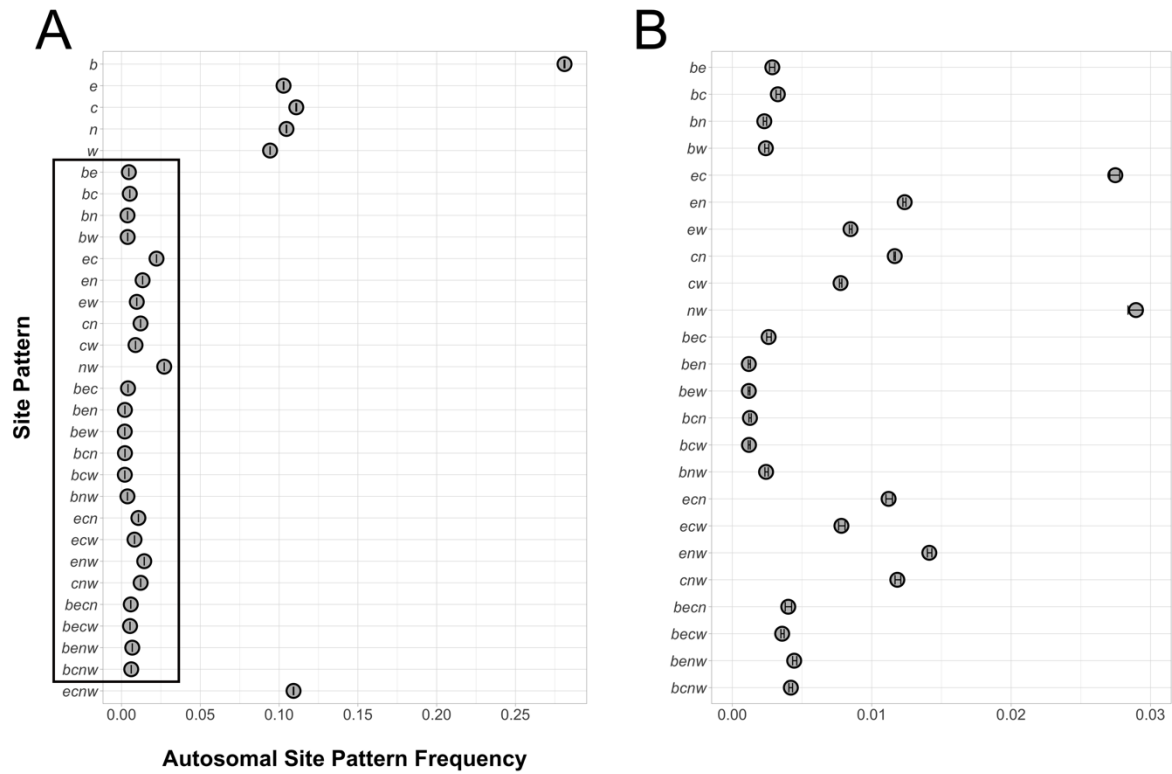 A
B
Site Pattern
b
e
c
n
w
be
bc
bn
bw
ec
en
ew
cn
cw
nw
bec
ben
bew
bcn
bcw
bnw
ecn
ecw
enw
cnw
becn
becw
benw
bcnw
ecnw
0.00 0.05 0.10 0.15 0.20 0.25
be
bc
bn
bw
ec
en
ew
cn
cw
nw
bec
ben
bew
bcn
bcw
bnw
ecn
ecw
enw
cnw
becn
becw
benw
bcnw
0.00 0.01 0.02 0.03
Autosomal Site Pattern Frequency